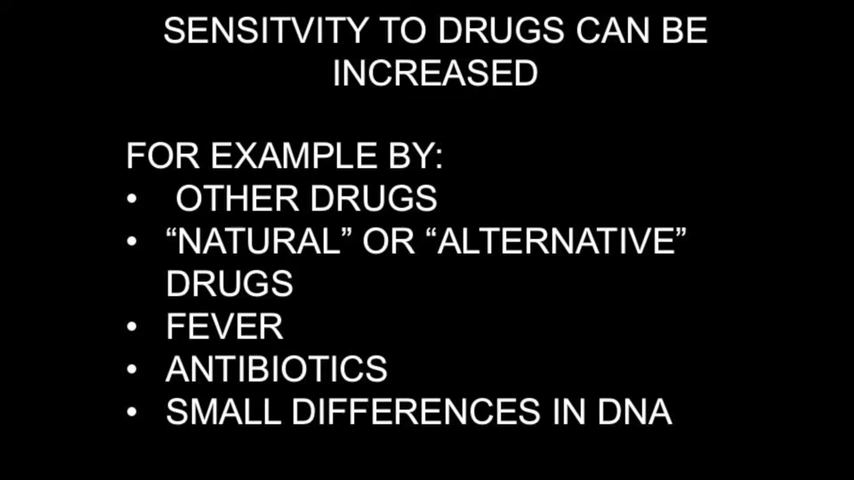 SENSITVITY TO DRUGS CAN BE
INCREASED
FOR EXAMPLE BY:
• OTHER DRUGS
• “NATURAL” OR “ALTERNATIVE”
DRUGS
• FEVER
• ANTIBIOTICS
• SMALL DIFFERENCES IN DNA